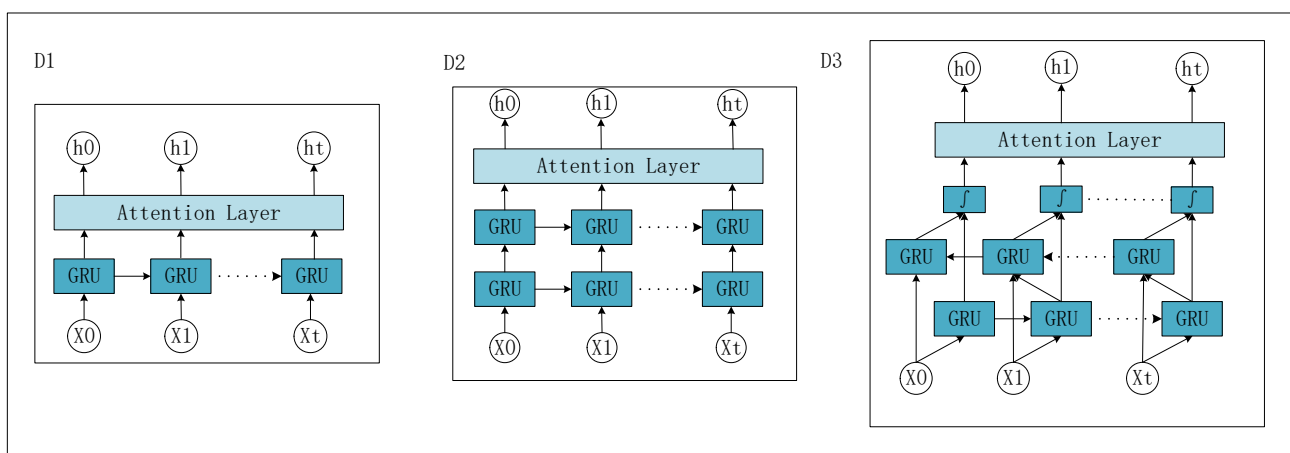 D1
h0 h1 ht
Attention Layer
GRU GRU GRU
X0 X1 Xt
D2
h0 h1 ht
Attention Layer
GRU GRU GRU
GRU GRU GRU
X0 X1 Xt
D3
h0 h1 ht
Attention Layer
∫ ∫ ∫
GRU GRU GRU
GRU GRU GRU
X0 X1 Xt